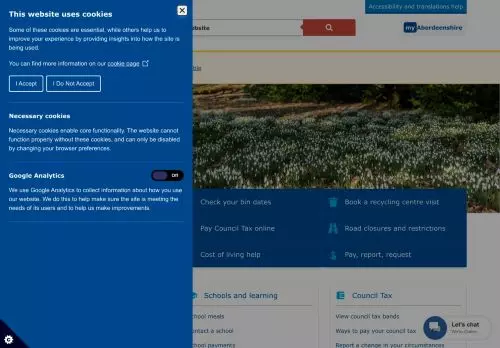 This website uses cookies
Some of these cookies are essential, while others help us to
improve your experience by providing insights into how the site is
being used.
You can find more information on our cookie page
I Accept
I Do Not Accept
Necessary cookies
Necessary cookies enable core functionality. The website cannot
function properly without these cookies, and can only be disabled
by changing your browser preferences.
Google Analytics
Off
We use Google Analytics to collect information about how you use
our website. We do this to help make sure the site is meeting the
needs of its users and to help us make improvements.
Accessibility and translations help
website
myAberdeenshire
Check your bin dates
Book a recycling centre visit
Pay Council Tax online
Road closures and restrictions
Cost of living help
Pay, report, request
Schools and learning
Council Tax
school meals
View council tax bands
contact a school
Ways to pay your council tax
school payments
Report a change in your circumstances
Let's chat
We're Online